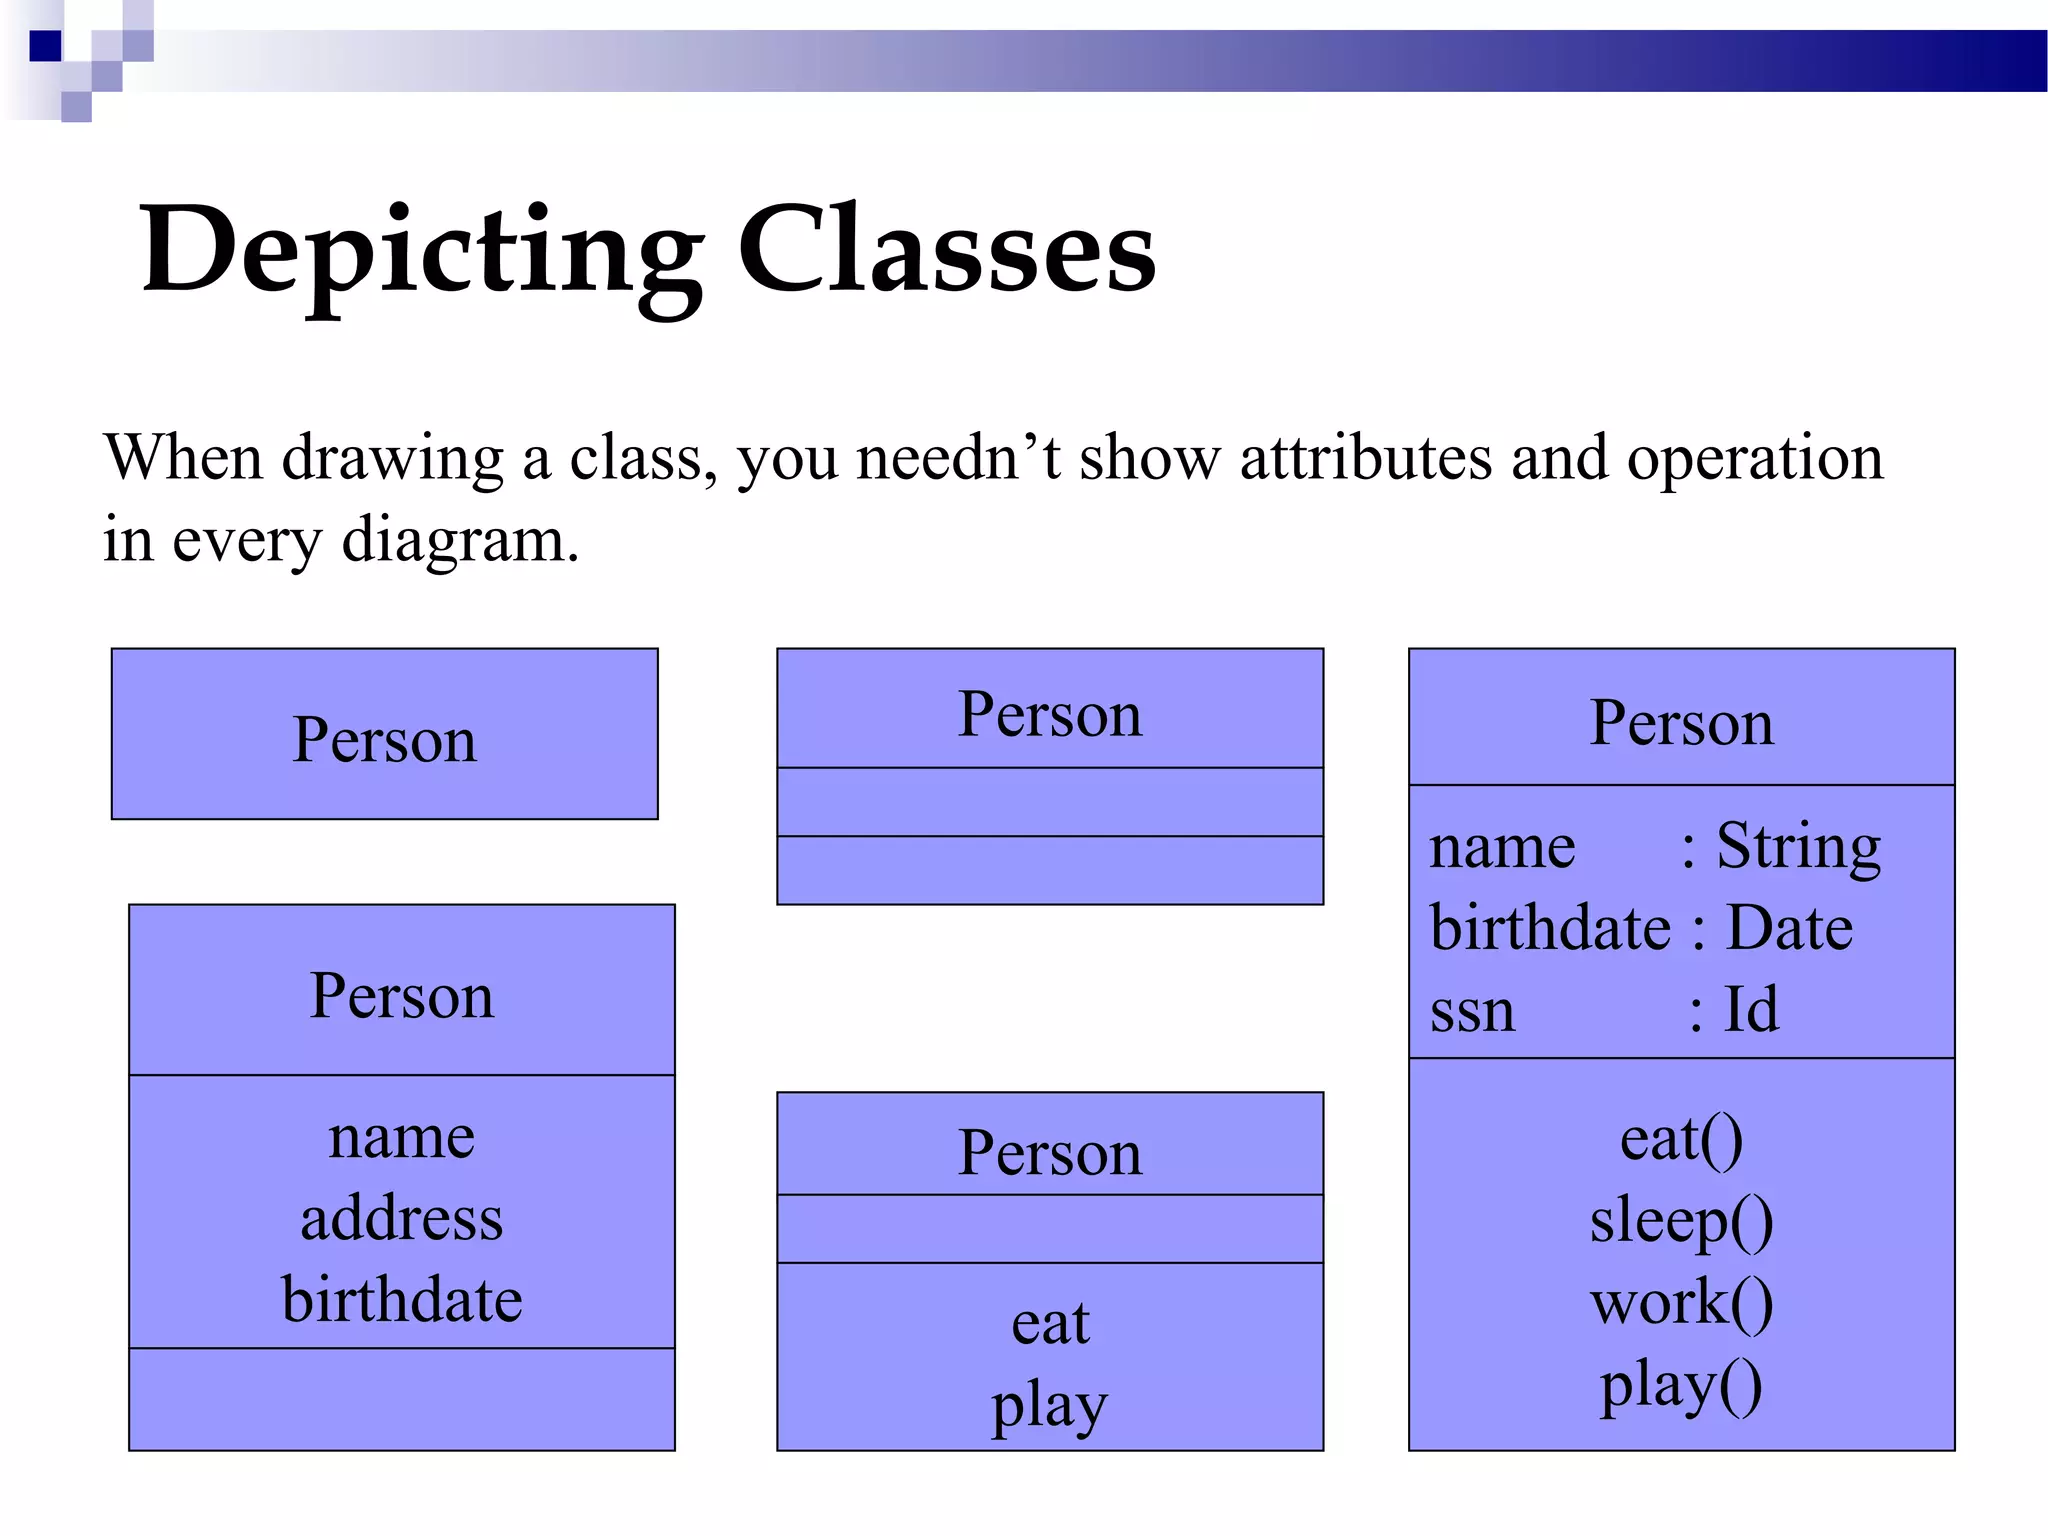 Depicting Classes
When drawing a class, you needn’t show attributes and operation
in every diagram.
Person
Person
name
address
birthdate
Person
Person
eat
play
Person
name : String
birthdate : Date
ssn : Id
eat()
sleep()
work()
play()